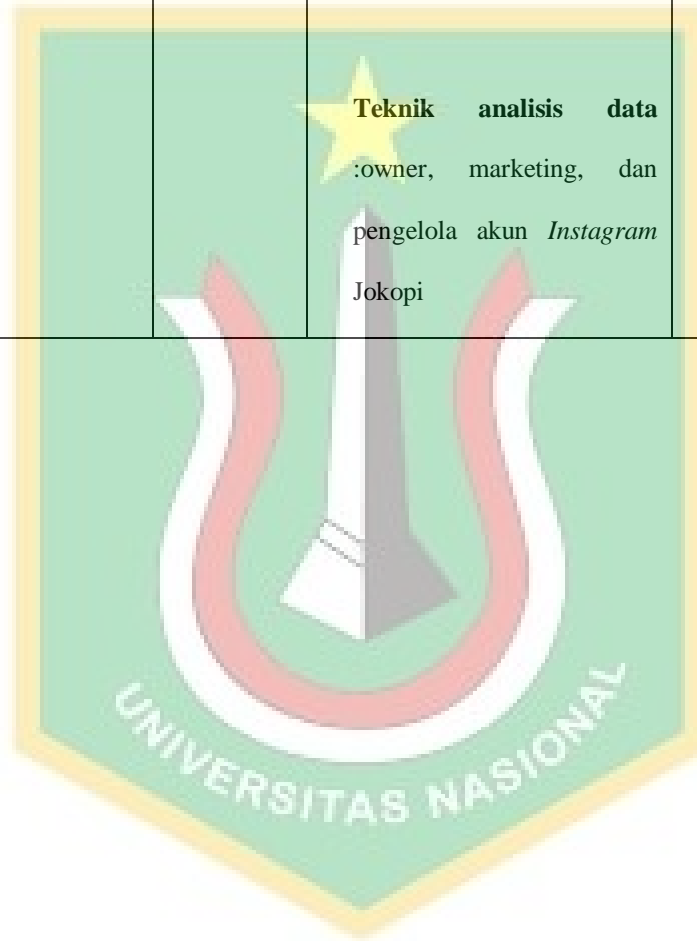 Teknik analisis data
:owner, marketing, dan
pengelola akun Instagram
Jokopi
UNIVERSITAS NASIONAL